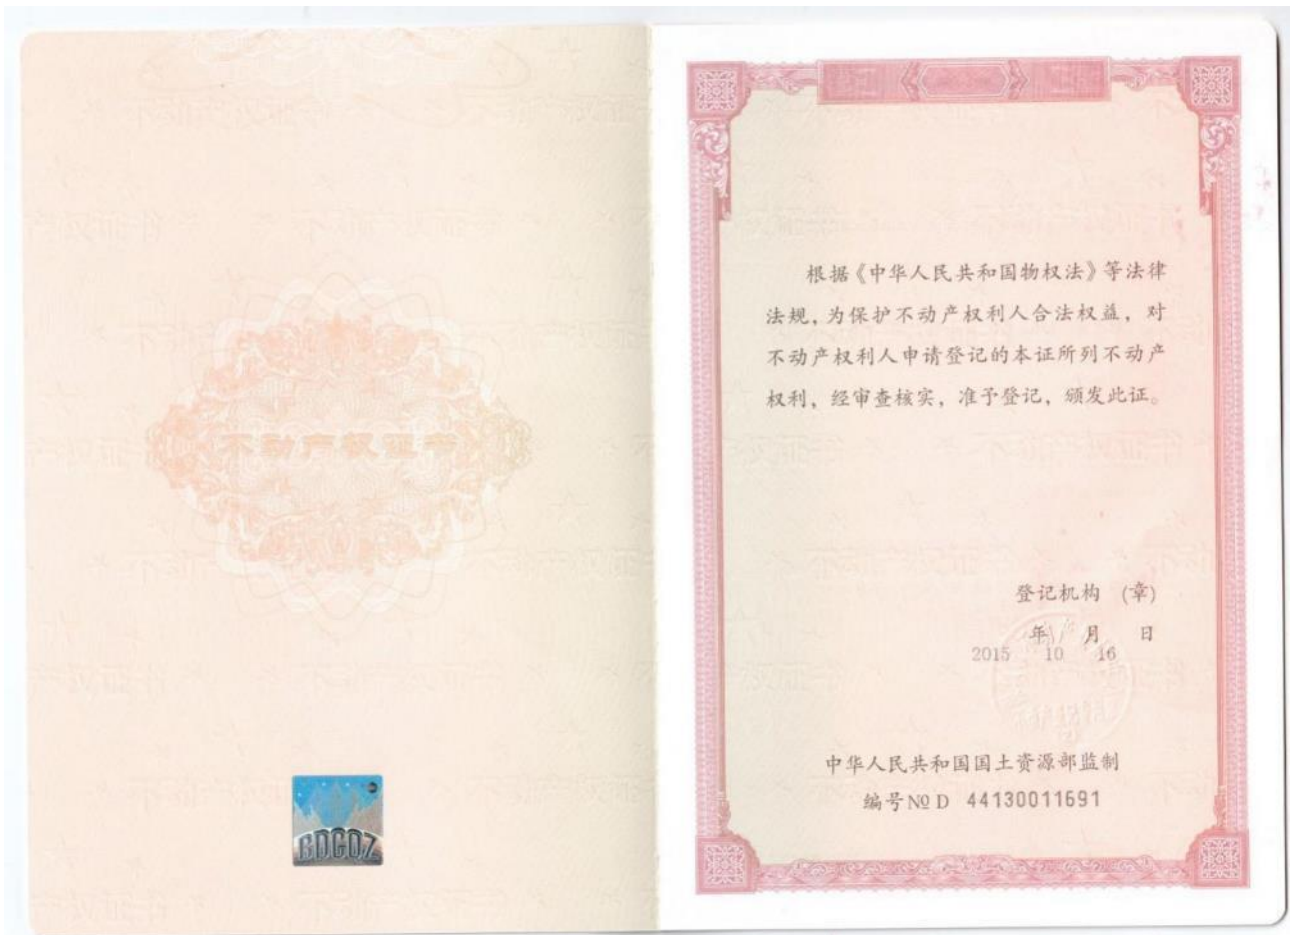 不动产权证书
BDCQZ
根据《中华人民共和国物权法》等法律
法规，为保护不动产权利人合法权益，对
不动产权利人申请登记的本证所列不动产
权利，经审查核实，准予登记，颁发此证。
登记机构 (章)
年 月 日
2015 10 16
中华人民共和国国土资源部监制
编号 № D 44130011691